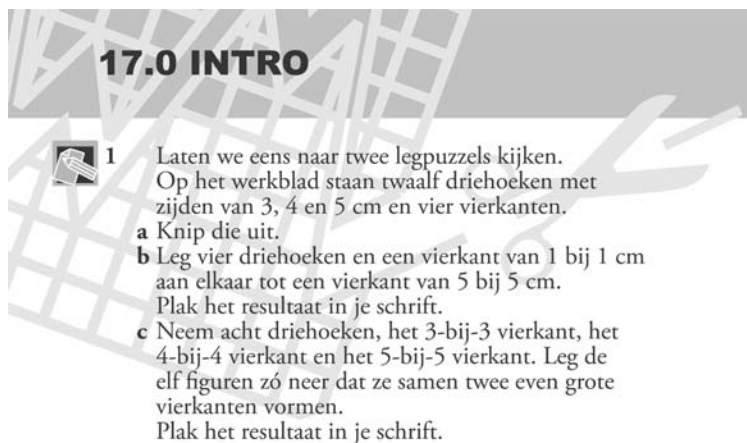 17.0 INTRO
1 Laten we eens naar twee legpuzzels kijken.
Op het werkblad staan twaalf driehoeken met
zijden van 3, 4 en 5 cm en vier vierkanten.
a Knip die uit.
b Leg vier driehoeken en een vierkant van 1 bij 1 cm
aan elkaar tot een vierkant van 5 bij 5 cm.
Plak het resultaat in je schrift.
c Neem acht driehoeken, het 3-bij-3 vierkant, het
4-bij-4 vierkant en het 5-bij-5 vierkant. Leg de
elf figuren zó neer dat ze samen twee even grote
vierkanten vormen.
Plak het resultaat in je schrift.